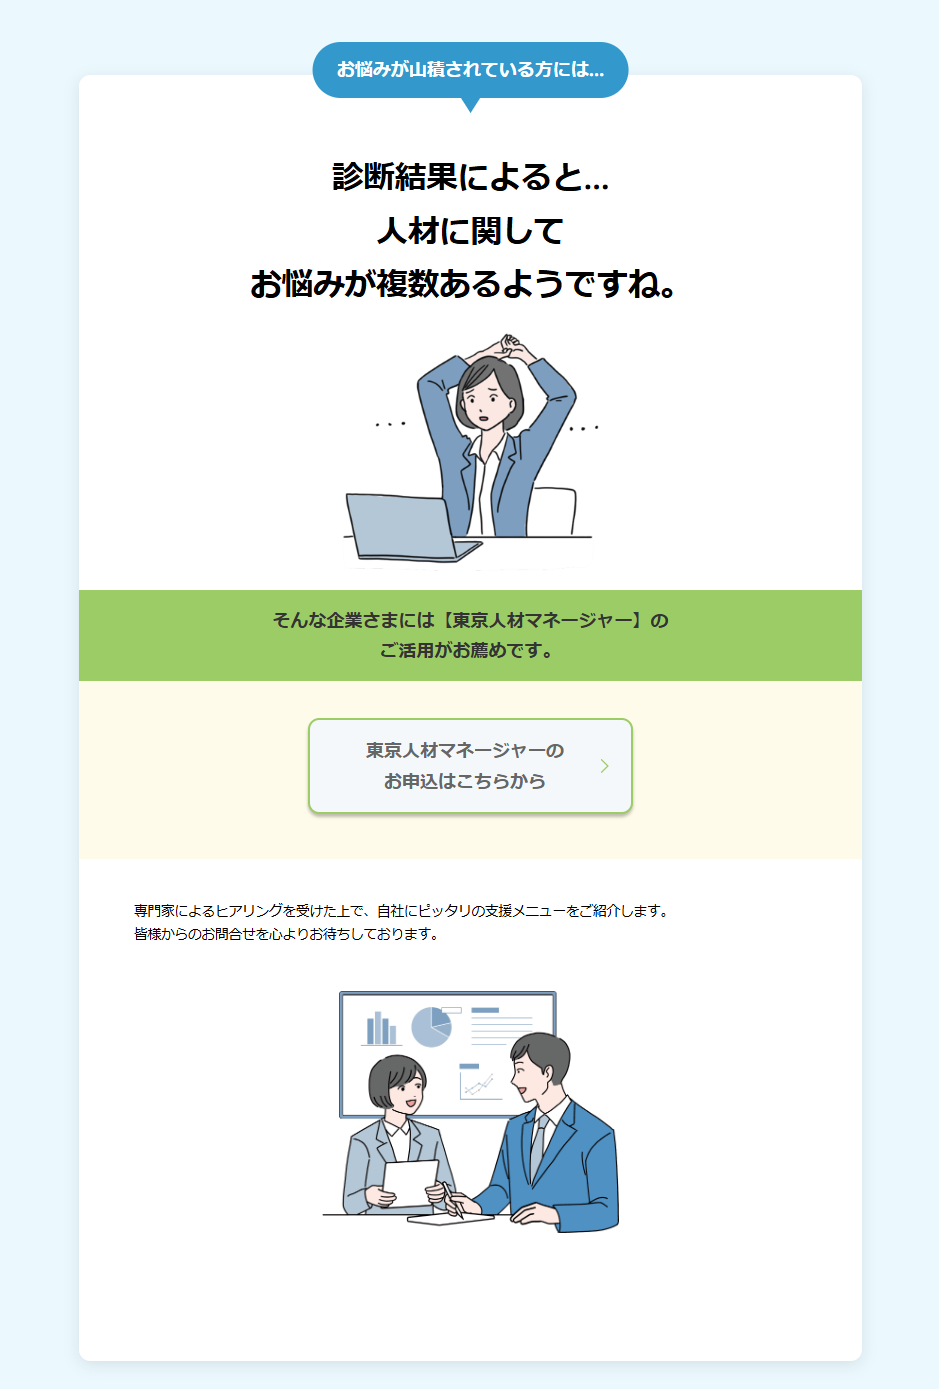 お悩みが山積されている方には...
診断結果によると...
人材に関して
お悩みが複数あるようですね。
そんな企業さまには【東京人材マネージャー】の
ご活用がお薦めです。
東京人材マネージャーの
お申込はこちらから
専門家によるヒアリングを受けた上で、自社にピッタリの支援メニューをご紹介します。
皆様からのお問合せを心よりお待ちしております。